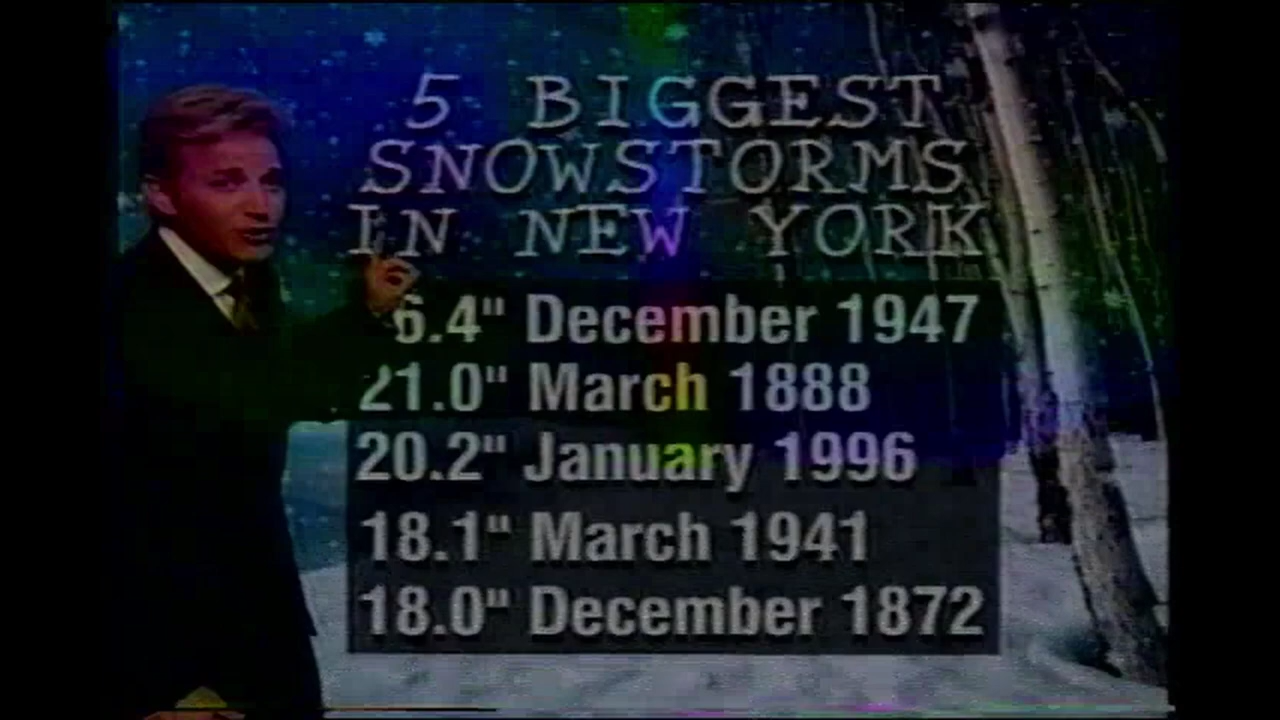 5 BIGGEST
SNOWSTORMS
IN NEW YORK
6.4" December 1947
21.0" March 1888
20.2" January 1996
18.1" March 1941
18.0" December 1872